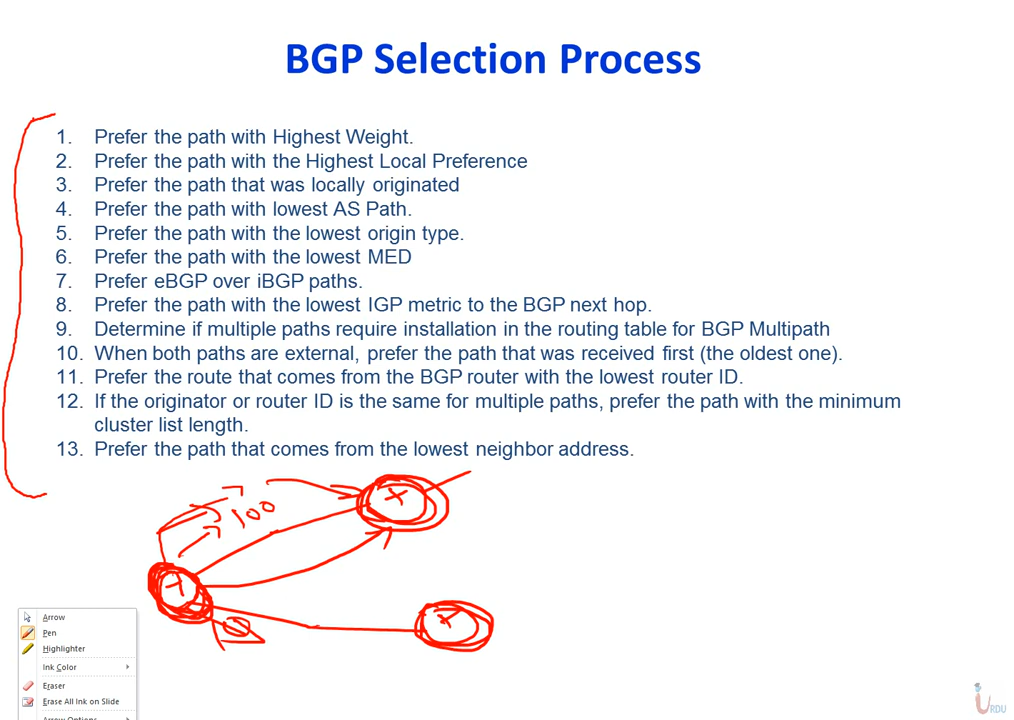 BGP Selection Process
1. Prefer the path with Highest Weight.
2. Prefer the path with the Highest Local Preference
3. Prefer the path that was locally originated
4. Prefer the path with lowest AS Path.
5. Prefer the path with the lowest origin type.
6. Prefer the path with the lowest MED
7. Prefer eBGP over iBGP paths.
8. Prefer the path with the lowest IGP metric to the BGP next hop.
9. Determine if multiple paths require installation in the routing table for BGP Multipath
10. When both paths are external, prefer the path that was received first (the oldest one).
11. Prefer the route that comes from the BGP router with the lowest router ID.
12. If the originator or router ID is the same for multiple paths, prefer the path with the minimum
cluster list length.
13. Prefer the path that comes from the lowest neighbor address.
100
Arrow
Pen
Highlighter
Ink Color
Eraser
Erase All Ink on Slide
Arrow Options
URDU